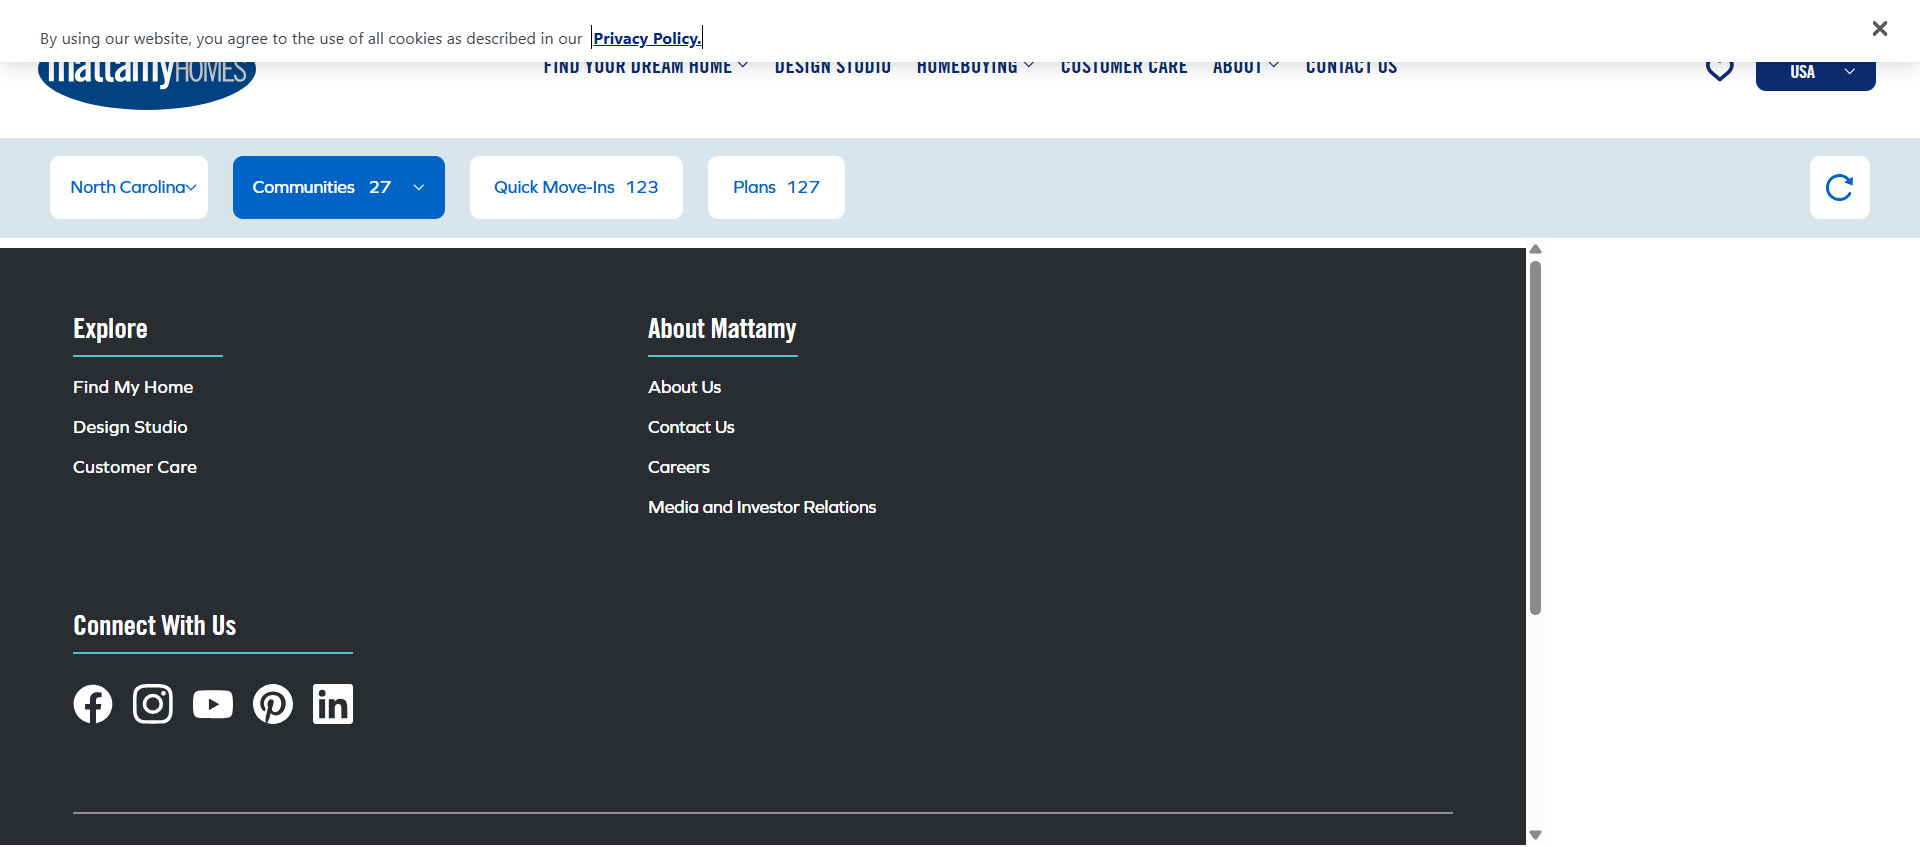 By using our website, you agree to the use of all cookies as described in our Privacy Policy.
mattamyHOMES
FIND YOUR DREAM HOME DESIGN STUDIO HOMEBUYING CUSTOMER CARE ABOUT CONTACT US
USA
North Carolina Communities 27 Quick Move-Ins 123 Plans 127
Explore
Find My Home
Design Studio
Customer Care
About Mattamy
About Us
Contact Us
Careers
Media and Investor Relations
Connect With Us